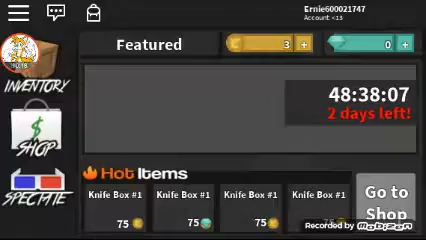 Ernie600021747
Account <13
Featured
3 +
0 +
INVENTORY
48:38:07
2 days left!
SHOP
Hot Items
Knife Box #1 Knife Box #1 Knife Box #1 Knife Box #1
75 75 75
Go to
Shop
SPECTATE
Recorded by Mobizen